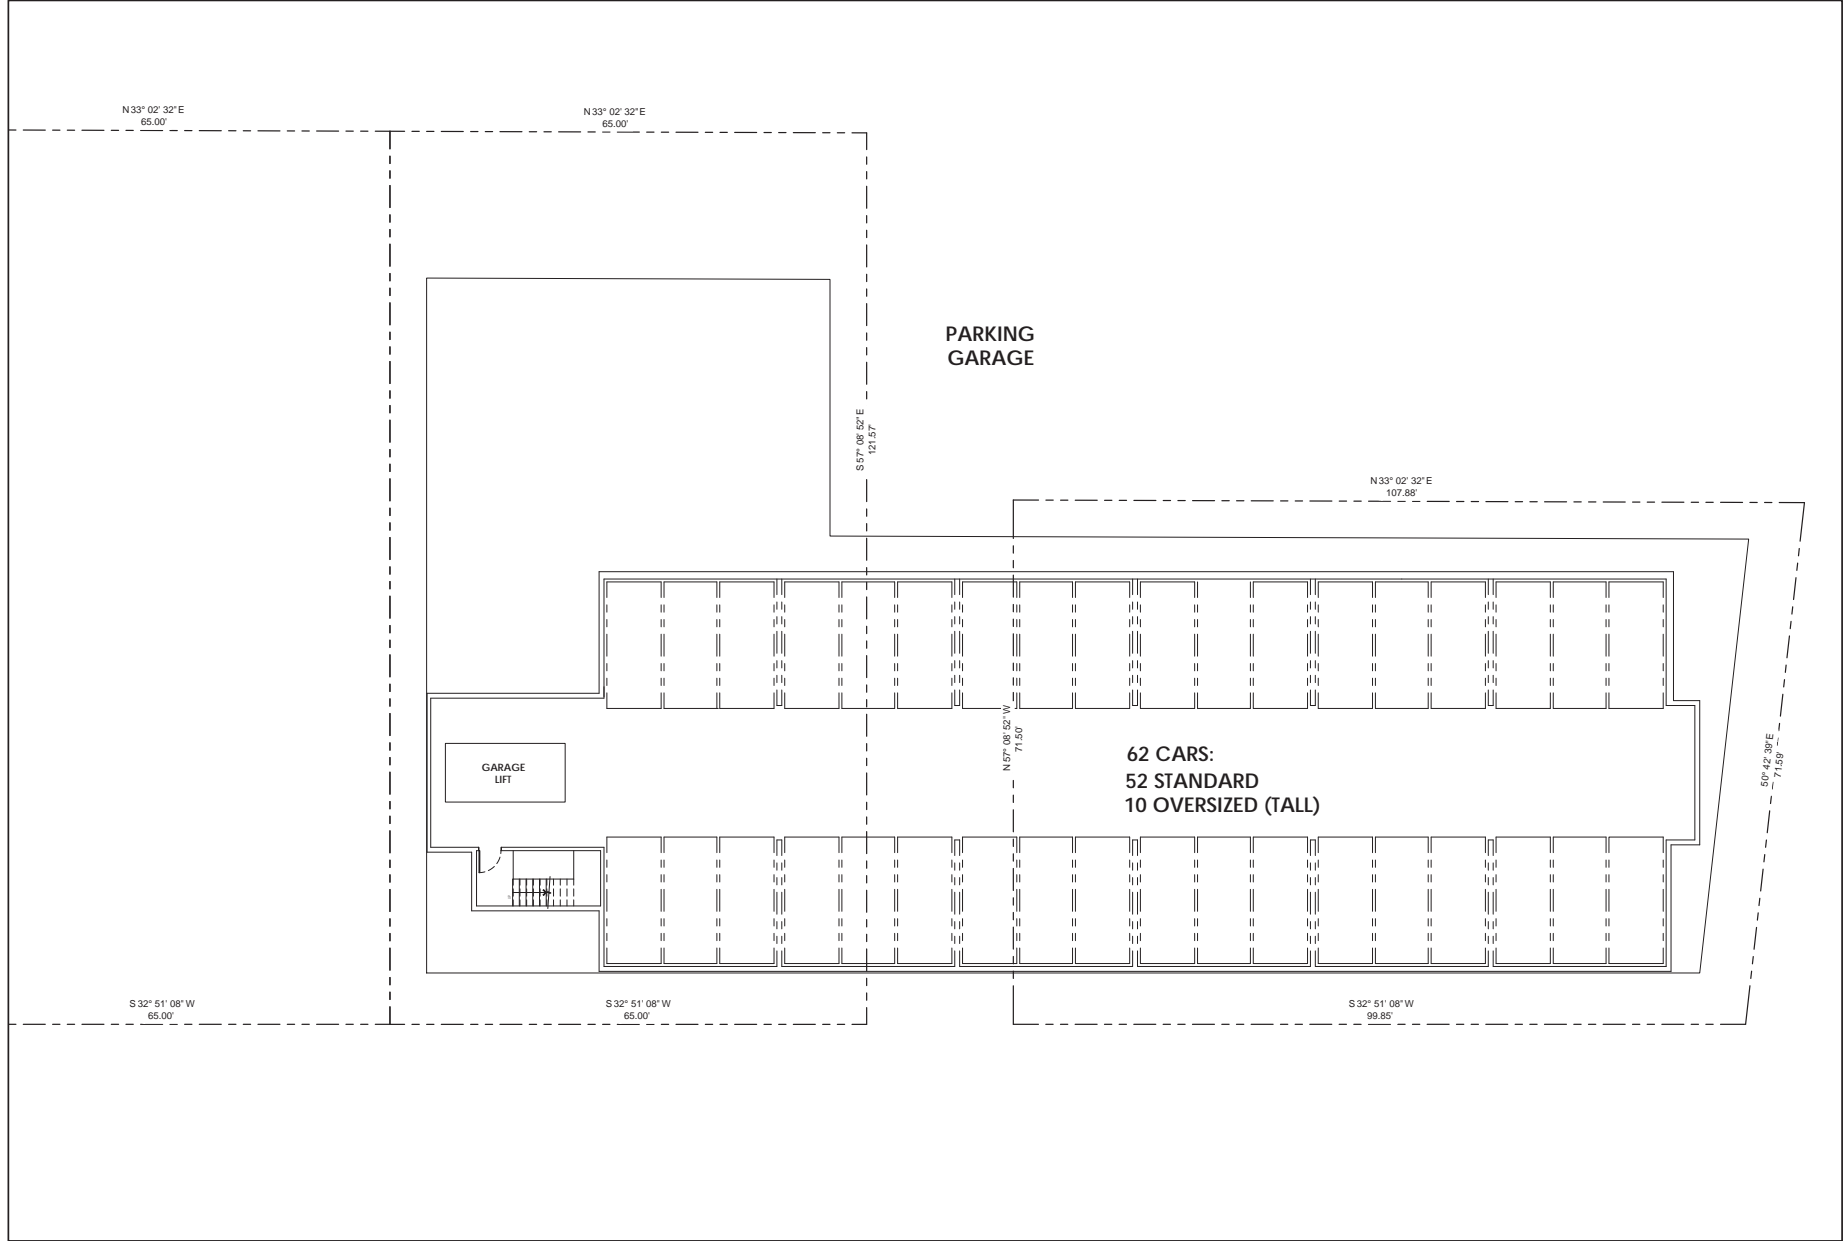 N 33° 02' 32" E
65.00'
N 33° 02' 32" E
65.00'
PARKING
GARAGE
S 57° 08' 52" E
121.57'
N 33° 02' 32" E
107.88'
N 57° 08' 52" W
71.50'
62 CARS:
52 STANDARD
10 OVERSIZED (TALL)
50° 42' 39" E
71.59'
GARAGE
LIFT
S 32° 51' 08" W
65.00'
S 32° 51' 08" W
65.00'
S 32° 51' 08" W
99.85'